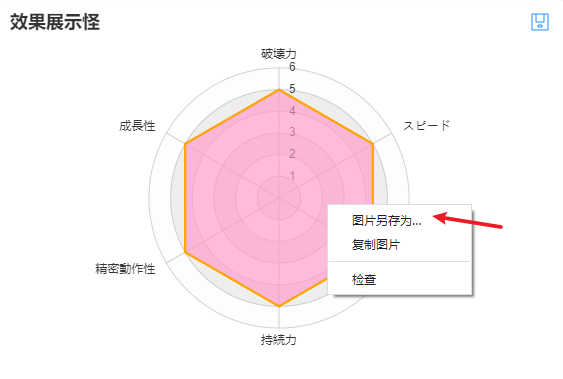 效果展示怪
破壊力
6
5
4
3
2
1
スピード
成長性
精密動作性
持続力
图片另存为...
复制图片
检查